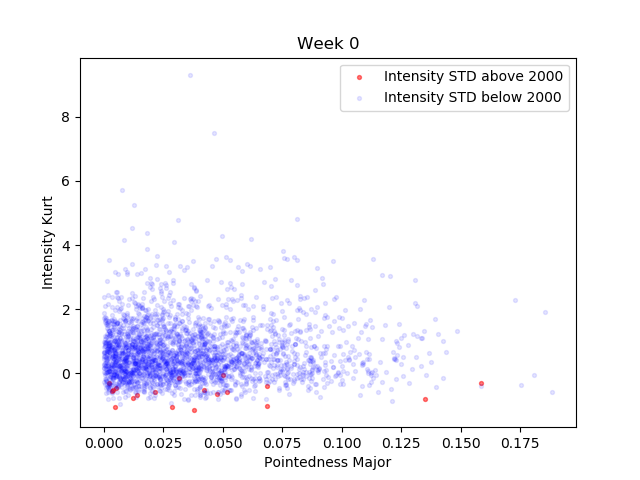 Week 0
Intensity STD above 2000
Intensity STD below 2000
Intensity Kurt
8
6
4
2
0
0.000 0.025 0.050 0.075 0.100 0.125 0.150 0.175
Pointedness Major